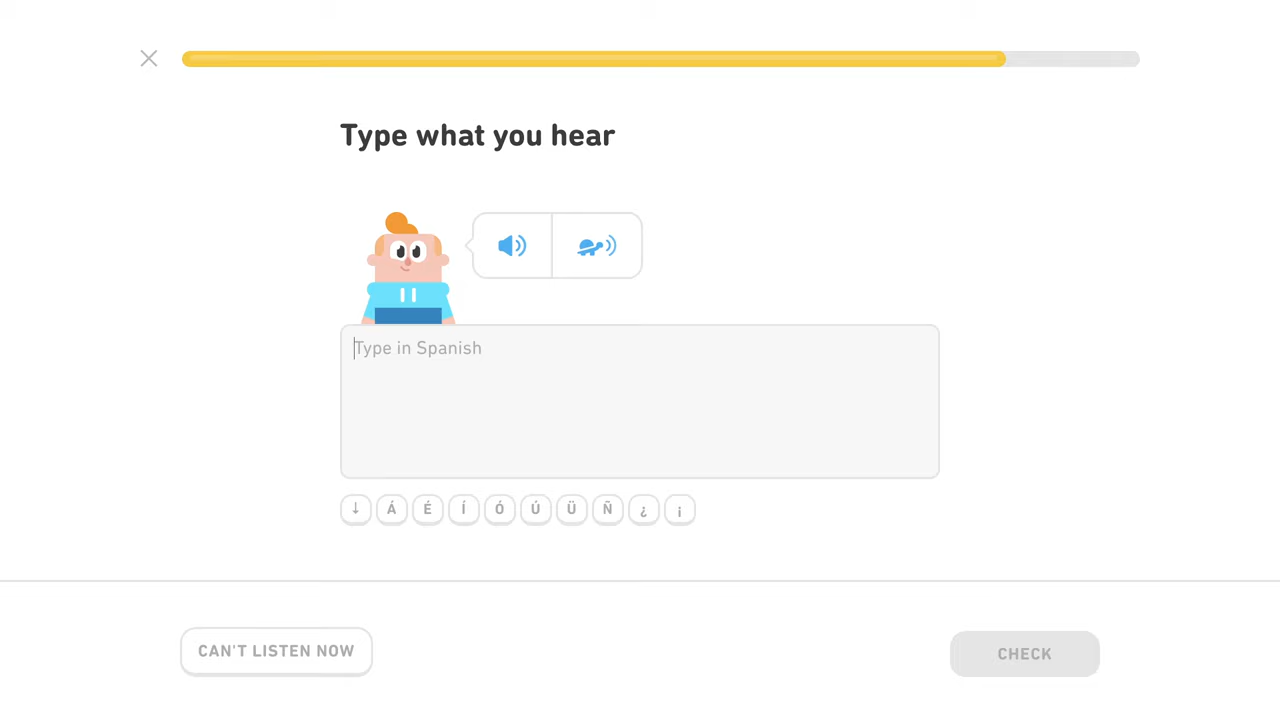 Type what you hear
Type in Spanish
↓ Á É Í Ó Ú Ü Ñ ¿ ¡
CAN'T LISTEN NOW
CHECK